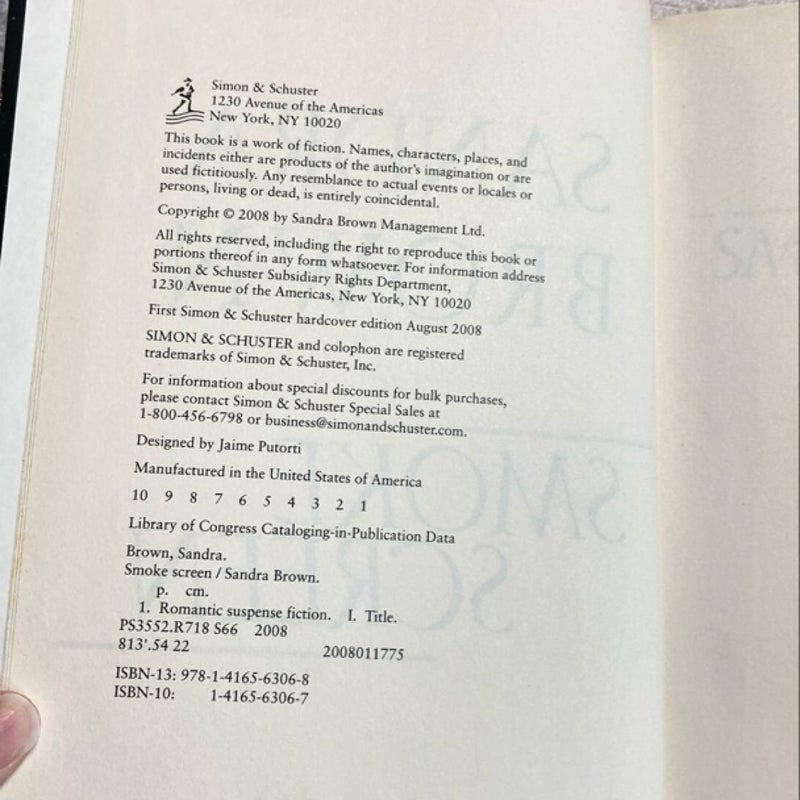 Simon & Schuster
1230 Avenue of the Americas
New York, NY 10020
This book is a work of fiction. Names, characters, places, and
incidents either are products of the author's imagination or are
used fictitiously. Any resemblance to actual events or locales or
persons, living or dead, is entirely coincidental.
Copyright © 2008 by Sandra Brown Management Ltd.
All rights reserved, including the right to reproduce this book or
portions thereof in any form whatsoever. For information address
Simon & Schuster Subsidiary Rights Department,
1230 Avenue of the Americas, New York, NY 10020
First Simon & Schuster hardcover edition August 2008
SIMON & SCHUSTER and colophon are registered
trademarks of Simon & Schuster, Inc.
For information about special discounts for bulk purchases,
please contact Simon & Schuster Special Sales at
1-800-456-6798 or business@simonandschuster.com.
Designed by Jaime Putorti
Manufactured in the United States of America
10 9 8 7 6 5 4 3 2 1
Library of Congress Cataloging-in-Publication Data
Brown, Sandra.
Smoke screen / Sandra Brown.
p. cm.
1. Romantic suspense fiction. I. Title.
PS3552.R718 S66 2008
813'.54 22 2008011775
ISBN-13: 978-1-4165-6306-8
ISBN-10: 1-4165-6306-7